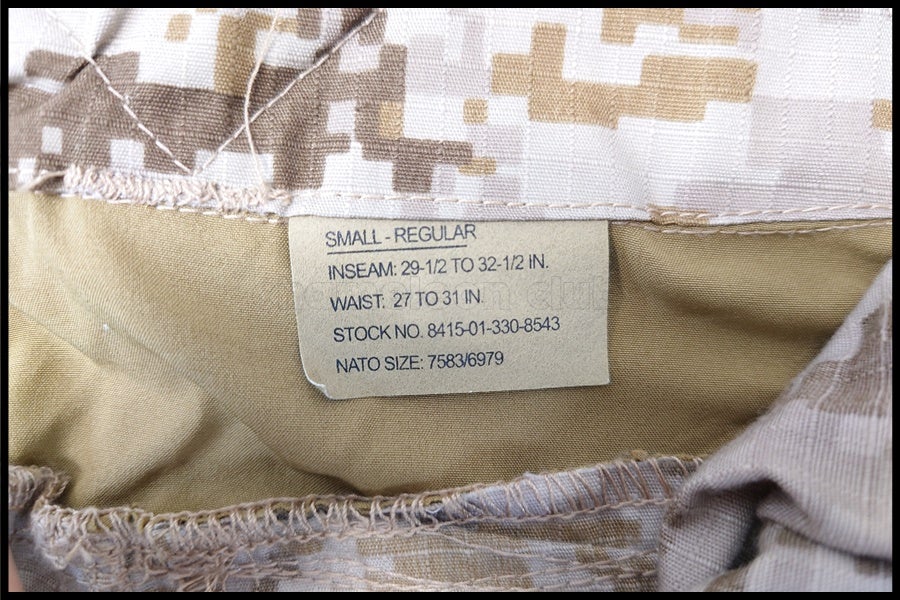 SMALL - REGULAR
INSEAM: 29-1/2 TO 32-1/2 IN.
WAIST: 27 TO 31 IN.
STOCK NO. 8415-01-330-8543
NATO SIZE: 7583/6979